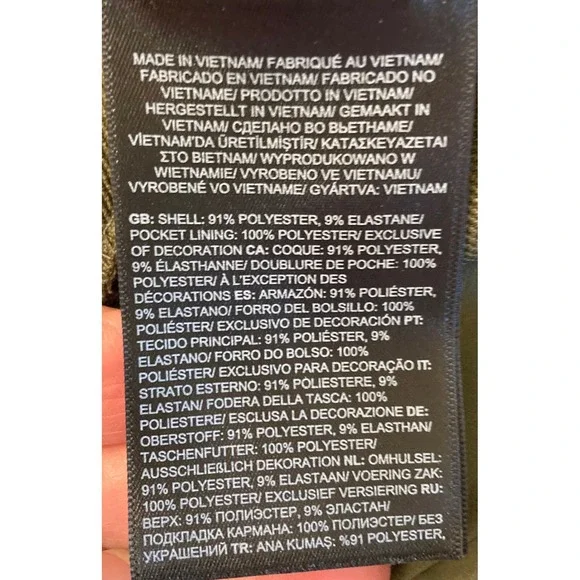 MADE IN VIETNAM/ FABRIQUÉ AU VIETNAM/
FABRICADO EN VIETNAM/ FABRICADO NO
VIETNAME/ PRODOTTO IN VIETNAM/
HERGESTELLT IN VIETNAM/ GEMAAKT IN
VIETNAM/ СДЕЛАНО ВО ВЬЕТНАМЕ/
VİETNAM'DA ÜRETİLMİŞTİR/ ΚΑΤΑΣΚΕΥΑΖΕΤΑΙ
ΣΤΟ ΒΙΕΤΝΑΜ/ WYPRODUKOWANO W
WIETNAMIE/ VYROBENO VE VIETNAMU/
VYROBENÉ VO VIETNAME/ GYÁRTVA: VIETNAM
GB: SHELL: 91% POLYESTER, 9% ELASTANE/
POCKET LINING: 100% POLYESTER/ EXCLUSIVE
OF DECORATION CA: COQUE: 91% POLYESTER,
9% ÉLASTHANNE/ DOUBLURE DE POCHE: 100%
POLYESTER/ À L'EXCEPTION DES
DÉCORATIONS ES: ARMAZÓN: 91% POLIÉSTER,
9% ELASTANO/ FORRO DEL BOLSILLO: 100%
POLIÉSTER/ EXCLUSIVO DE DECORACIÓN PT:
TECIDO PRINCIPAL: 91% POLIÉSTER, 9%
ELASTANO/ FORRO DO BOLSO: 100%
POLIÉSTER/ EXCLUSIVO PARA DECORAÇÃO IT:
STRATO ESTERNO: 91% POLIESTERE, 9%
ELASTAN/ FODERA DELLA TASCA: 100%
POLIESTERE/ ESCLUSA LA DECORAZIONE DE:
OBERSTOFF: 91% POLYESTER, 9% ELASTHAN/
TASCHENFUTTER: 100% POLYESTER/
AUSSCHLIEßLICH DEKORATION NL: OMHULSEL:
91% POLYESTER, 9% ELASTAAN/ VOERING ZAK:
100% POLYESTER/ EXCLUSIEF VERSIERING RU:
ВЕРХ: 91% ПОЛИЭСТЕР, 9% ЭЛАСТАН/
ПОДКЛАДКА КАРМАНА: 100% ПОЛИЭСТЕР/ БЕЗ
УКРАШЕНИЙ TR: ANA KUMAŞ: %91 POLYESTER,